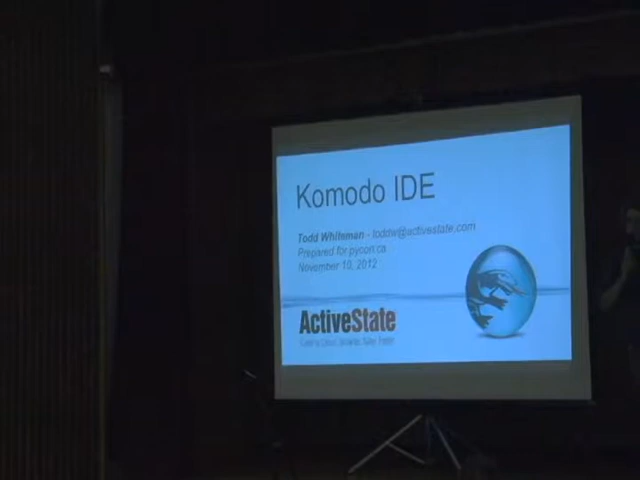 Komodo IDE
Todd Whiteman - toddw@activestate.com
Prepared for pycon.ca
November 10, 2012
ActiveState